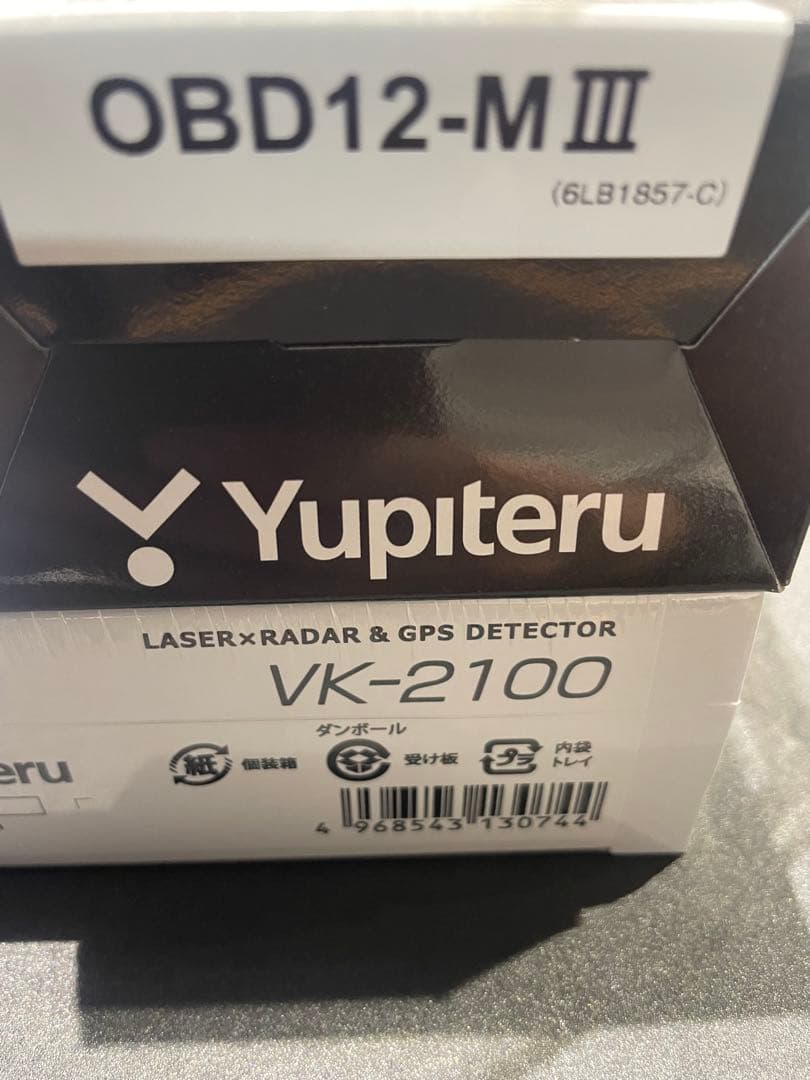 OBD12-MⅢ
(6LB1857-C)
Yupiteru
LASER×RADAR & GPS DETECTOR
VK-2100
ダンボール
紙 個装箱 受け板 プラ 内袋
トレイ
eru
4 968543 130744